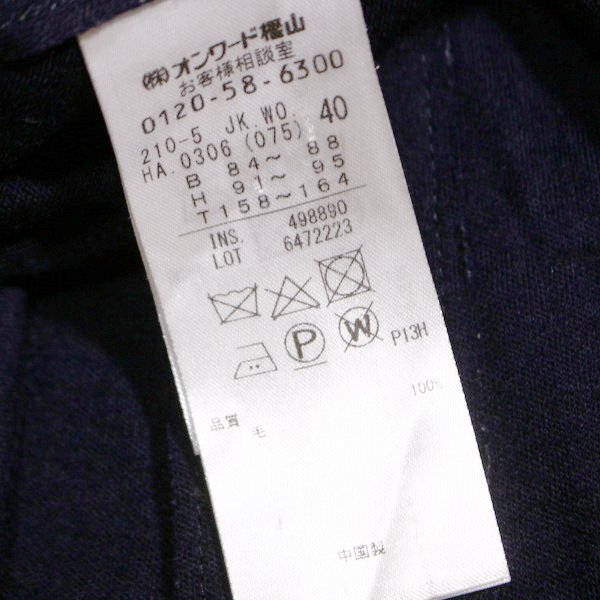 ㈱オンワード樫山
お客様相談室
0120-58-6300
210-5 JK.WO. 40
HA.0306 (075)
B 84～ 88
H 91～ 95
T 158～164
INS. 498890
LOT 6472223
P W P13H
品質 100%
毛
中国製